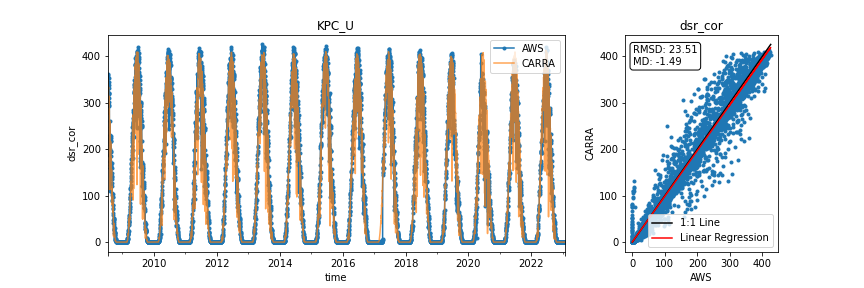 KPC_U
dsr_cor
400
300
200
100
0
dsr_cor
AWS
CARRA
2010
2012
2014
2016
2018
2020
2022
time
dsr_cor
RMSD: 23.51
MD: -1.49
400
300
200
100
0
CARRA
1:1 Line
Linear Regression
0
100
200
300
400
AWS